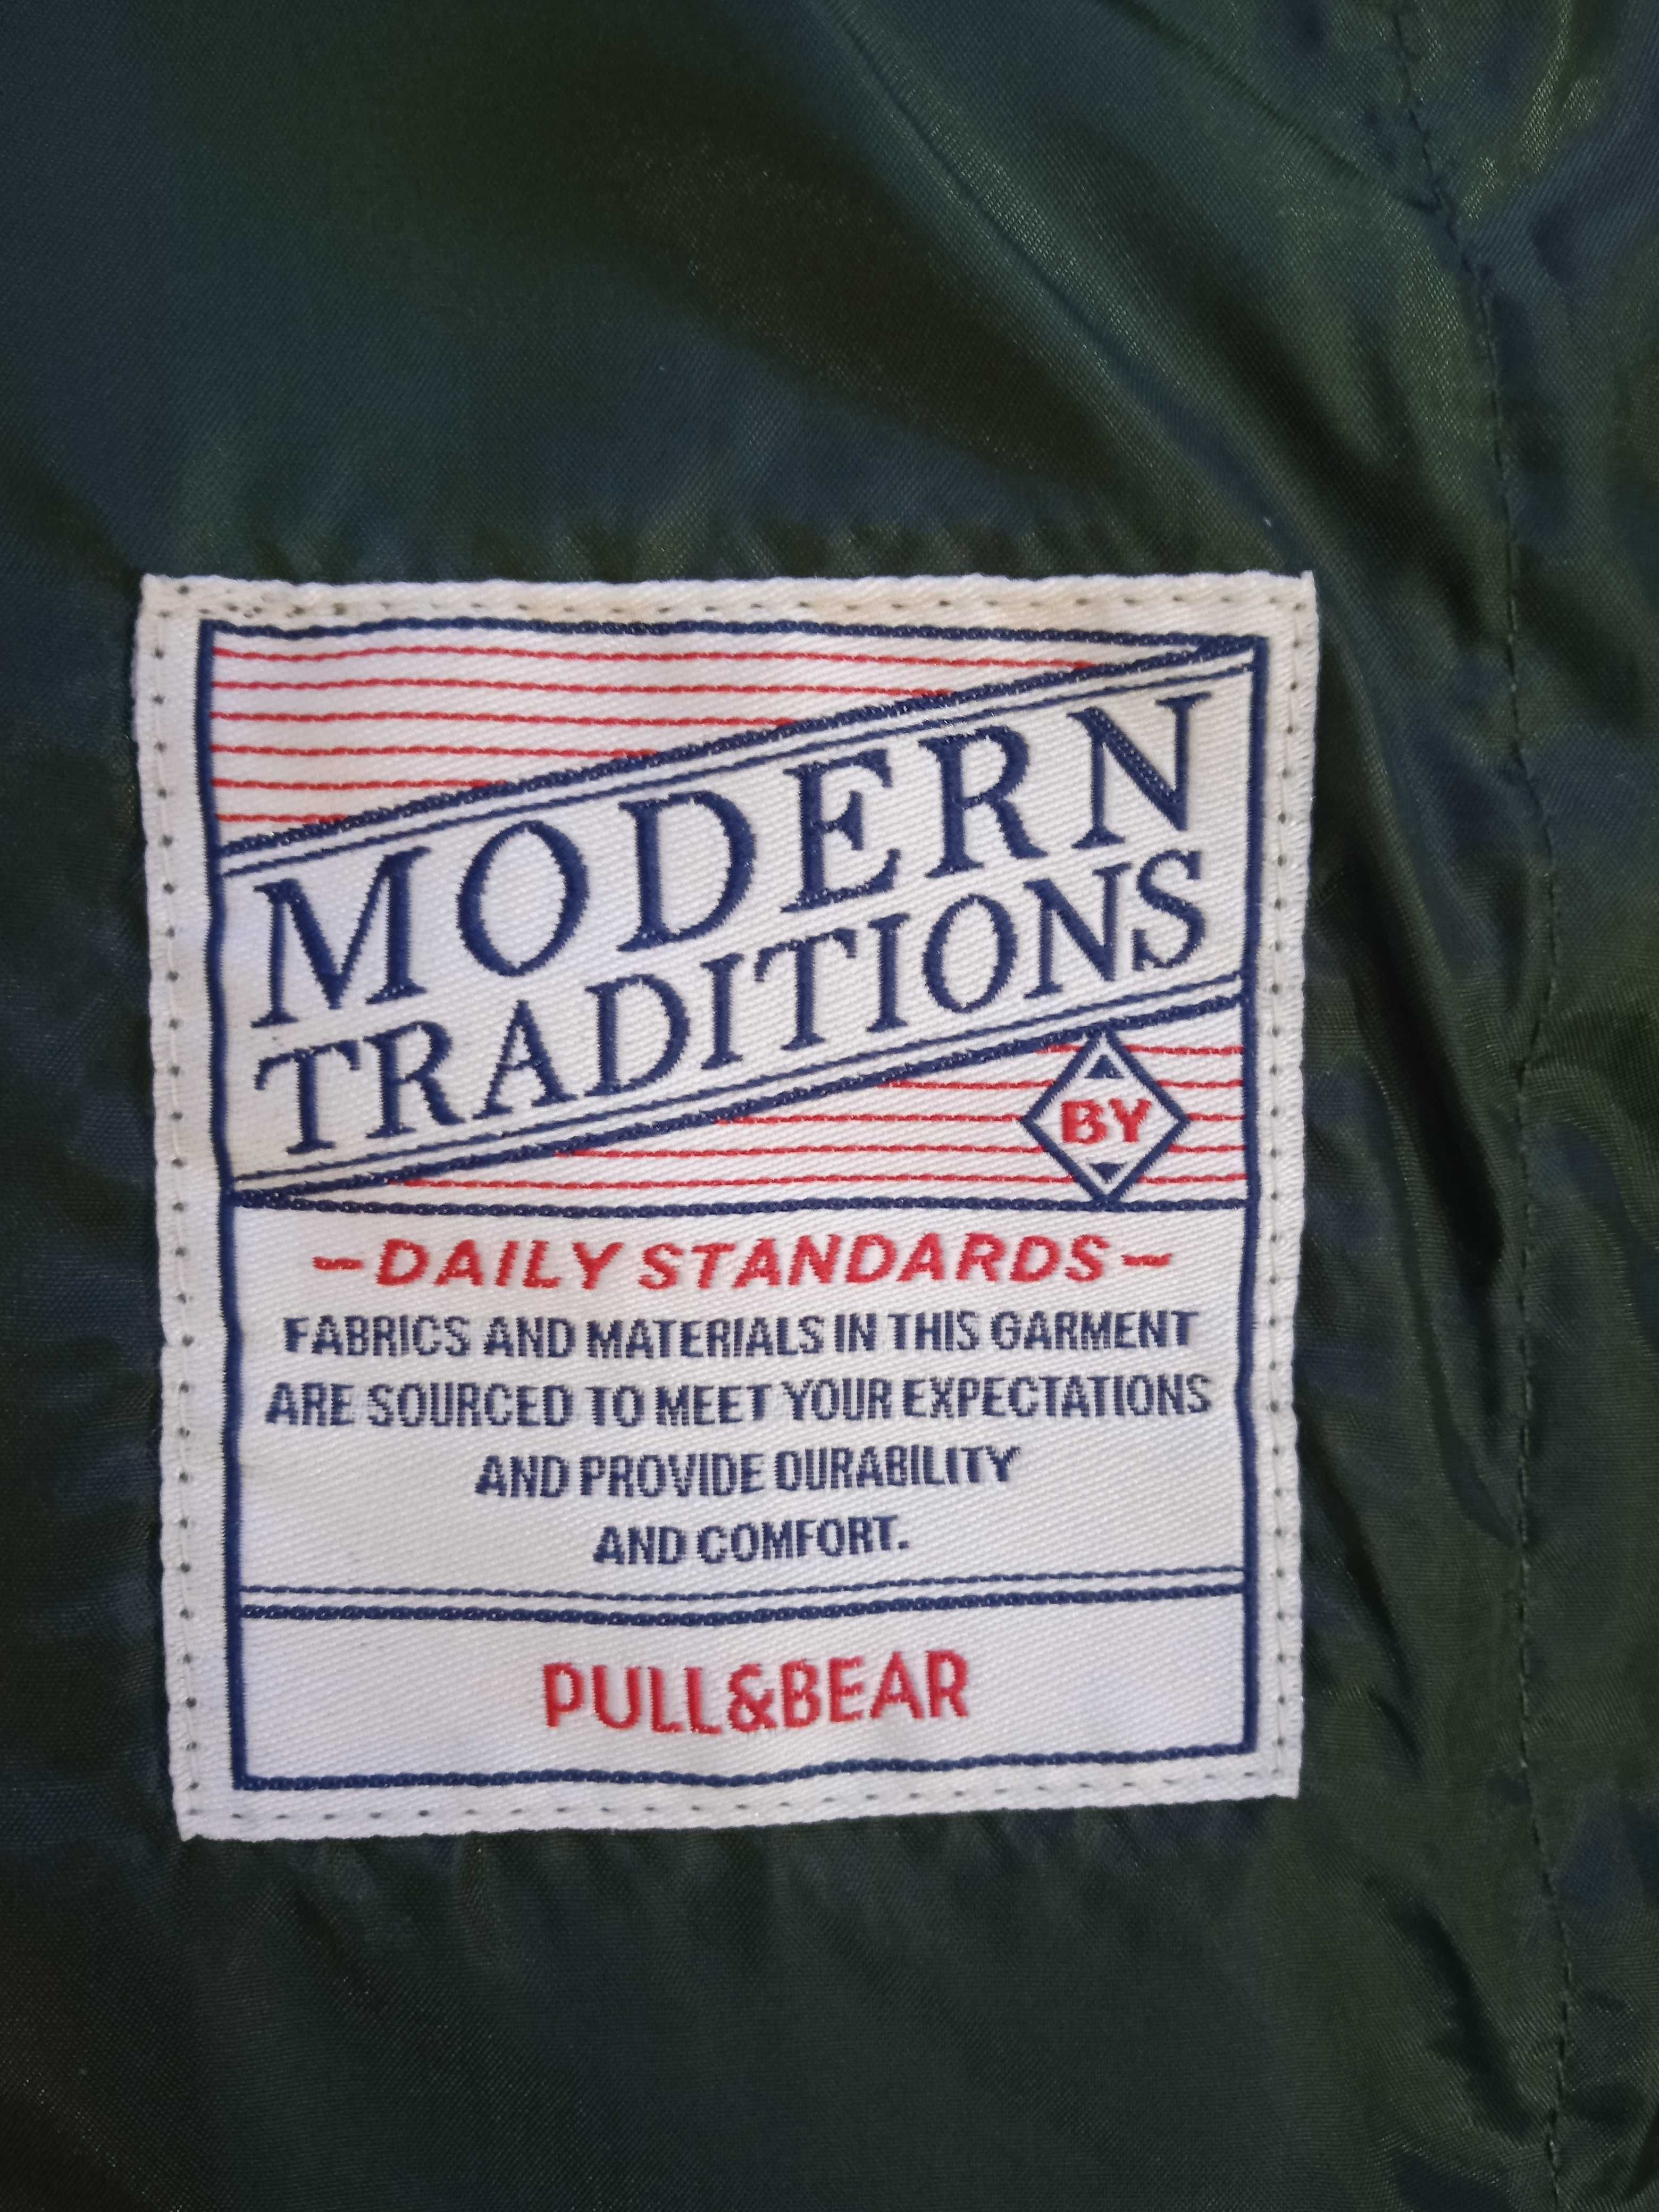 MODERN
TRADITIONS
BY
-DAILY STANDARDS-
FABRICS AND MATERIALS IN THIS GARMENT
ARE SOURCED TO MEET YOUR EXPECTATIONS
AND PROVIDE DURABILITY
AND COMFORT.
PULL&BEAR